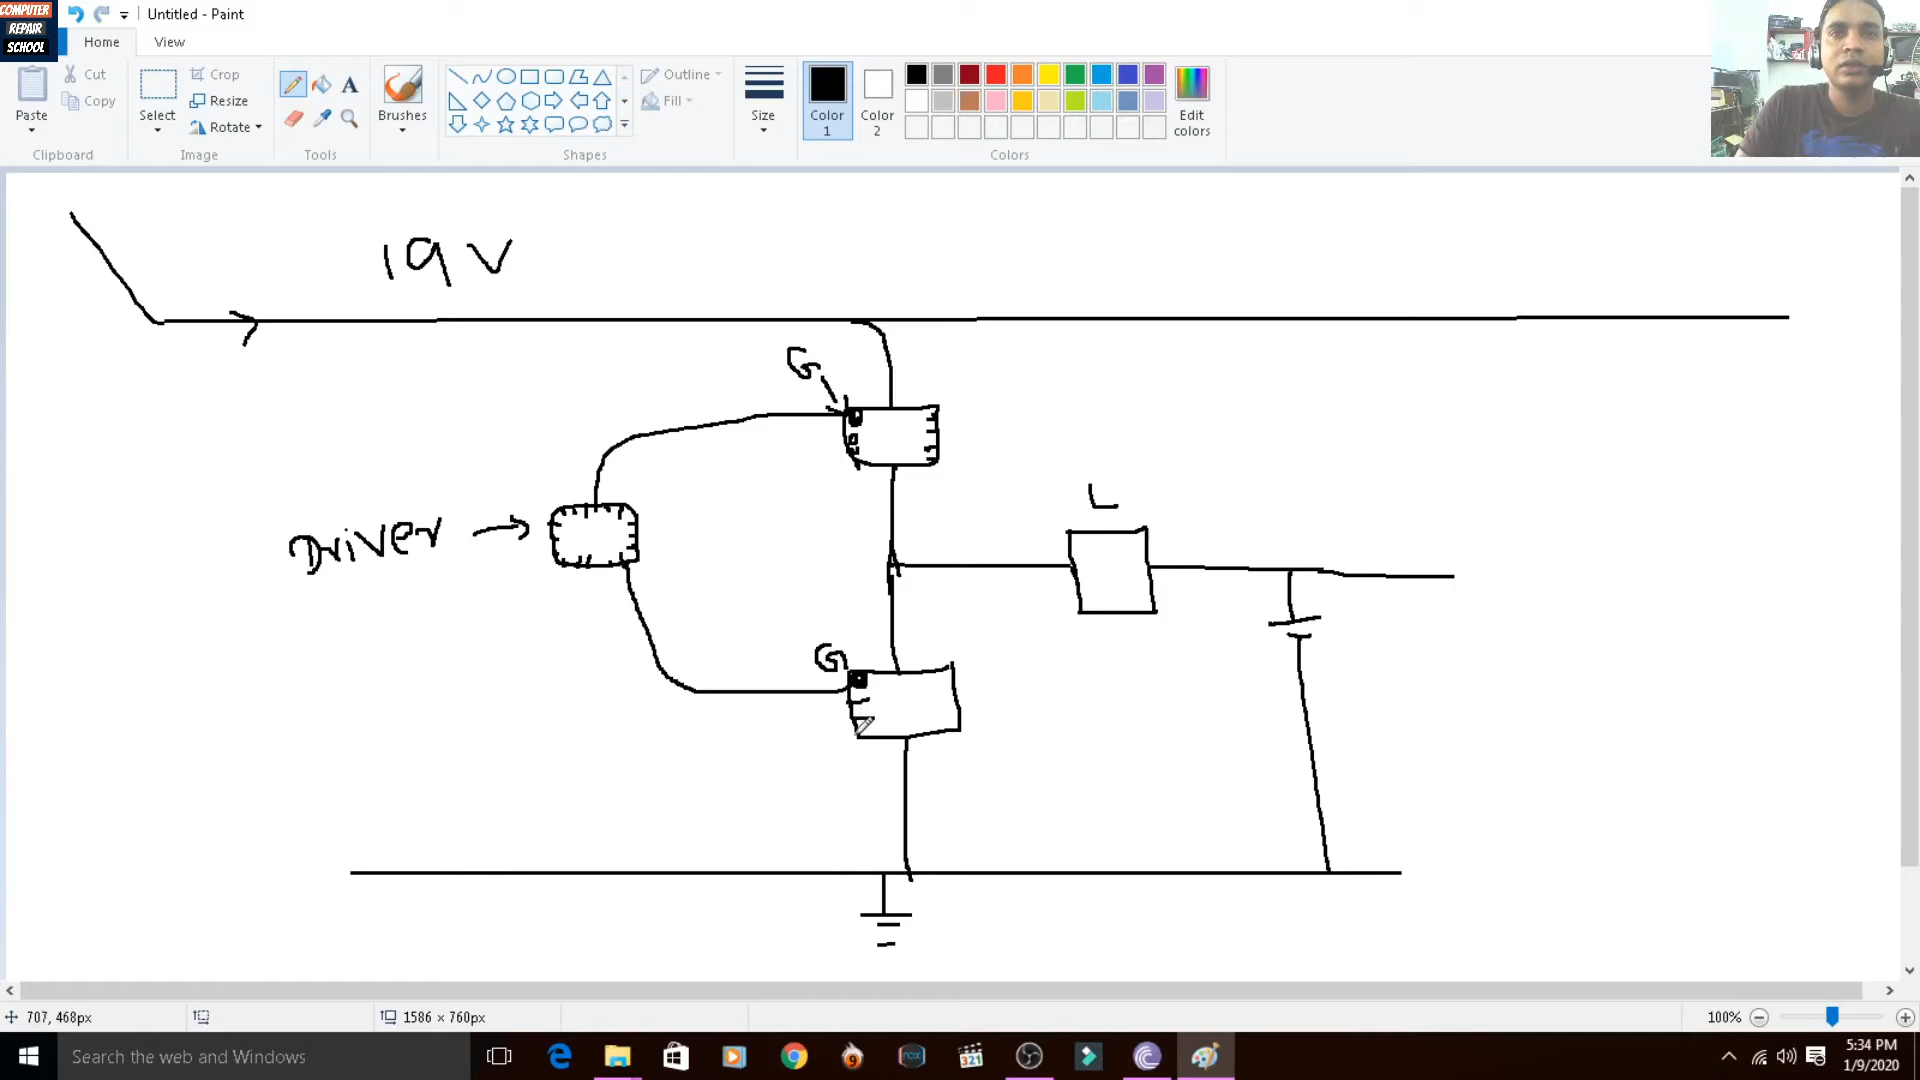 COMPUTER
REPAIR
SCHOOL
Untitled - Paint
Home View
Paste
Cut
Copy
Clipboard
Select
Crop
Resize
Rotate
Image
A
Tools
Brushes
Outline
Fill
Shapes
Size
Color 1
Color 2
Edit colors
Colors
19 V
G
L
Driver
G
707, 468px
1586 × 760px
100%
Search the web and Windows
321
5:34 PM
1/9/2020